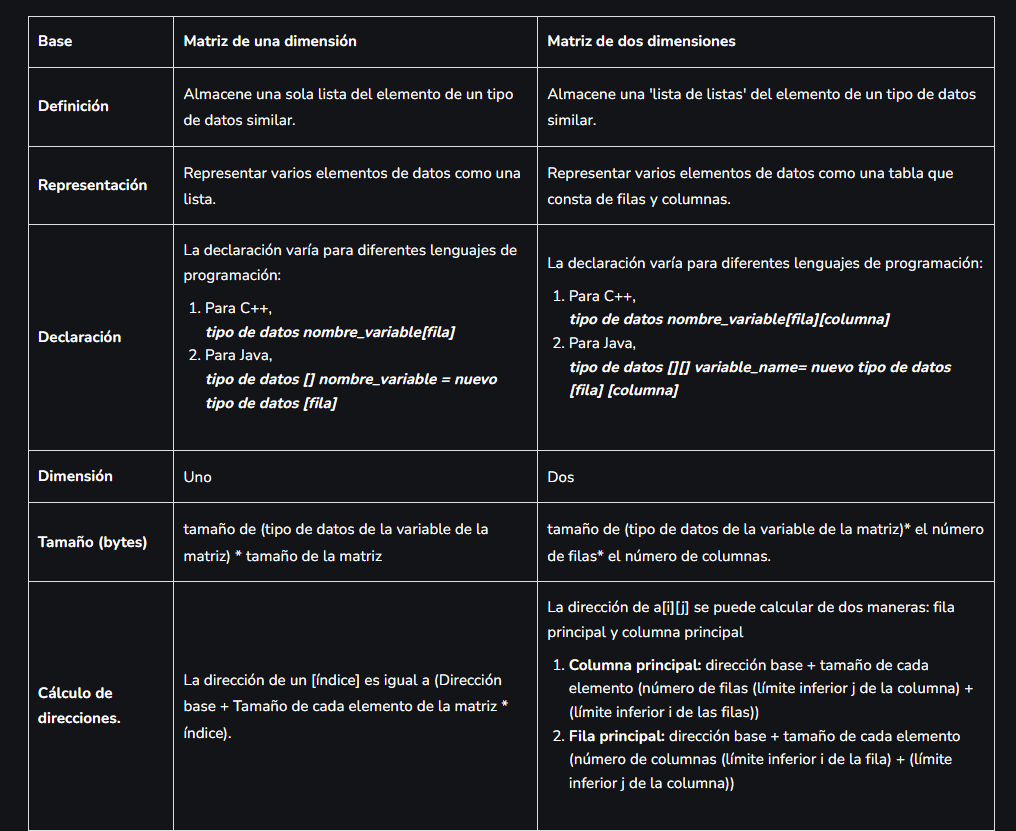 Base
Matriz de una dimensión
Matriz de dos dimensiones
Definición
Almacene una sola lista del elemento de un tipo
de datos similar.
Almacene una 'lista de listas' del elemento de un tipo de datos
similar.
Representación
Representar varios elementos de datos como una
lista.
Representar varios elementos de datos como una tabla que
consta de filas y columnas.
Declaración
La declaración varía para diferentes lenguajes de
programación:
1. Para C++,
tipo de datos nombre_variable[fila]
2. Para Java,
tipo de datos [] nombre_variable = nuevo
tipo de datos [fila]
La declaración varía para diferentes lenguajes de programación:
1. Para C++,
tipo de datos nombre_variable[fila][columna]
2. Para Java,
tipo de datos [][] variable_name= nuevo tipo de datos
[fila] [columna]
Dimensión
Uno
Dos
Tamaño (bytes)
tamaño de (tipo de datos de la variable de la
matriz) * tamaño de la matriz
tamaño de (tipo de datos de la variable de la matriz)* el número
de filas* el número de columnas.
Cálculo de
direcciones.
La dirección de un [índice] es igual a (Dirección
base + Tamaño de cada elemento de la matriz *
índice).
La dirección de a[i][j] se puede calcular de dos maneras: fila
principal y columna principal
1. Columna principal: dirección base + tamaño de cada
elemento (número de filas (límite inferior j de la columna) +
(límite inferior i de las filas))
2. Fila principal: dirección base + tamaño de cada elemento
(número de columnas (límite inferior i de la fila) + (límite
inferior j de la columna))